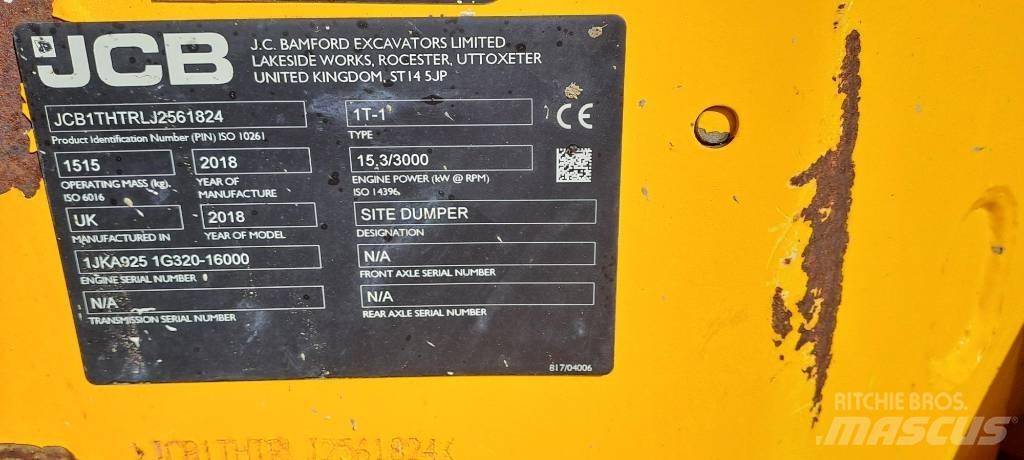 JCB
J.C. BAMFORD EXCAVATORS LIMITED
LAKESIDE WORKS, ROCESTER, UTTOXETER
UNITED KINGDOM, ST14 5JP
JCB1THTRLJ2561824
Product Identification Number (PIN) ISO 10261
1T-1
TYPE
CE
1515
OPERATING MASS (kg)
ISO 6016
2018
YEAR OF
MANUFACTURE
15,3/3000
ENGINE POWER (kW @ RPM)
ISO 14396
UK
MANUFACTURED IN
2018
YEAR OF MODEL
SITE DUMPER
DESIGNATION
1JKA925 1G320-16000
ENGINE SERIAL NUMBER
N/A
FRONT AXLE SERIAL NUMBER
N/A
TRANSMISSION SERIAL NUMBER
N/A
REAR AXLE SERIAL NUMBER
817/04006
JCB1THTRLJ2561824
RITCHIE BROS.
MASCUS